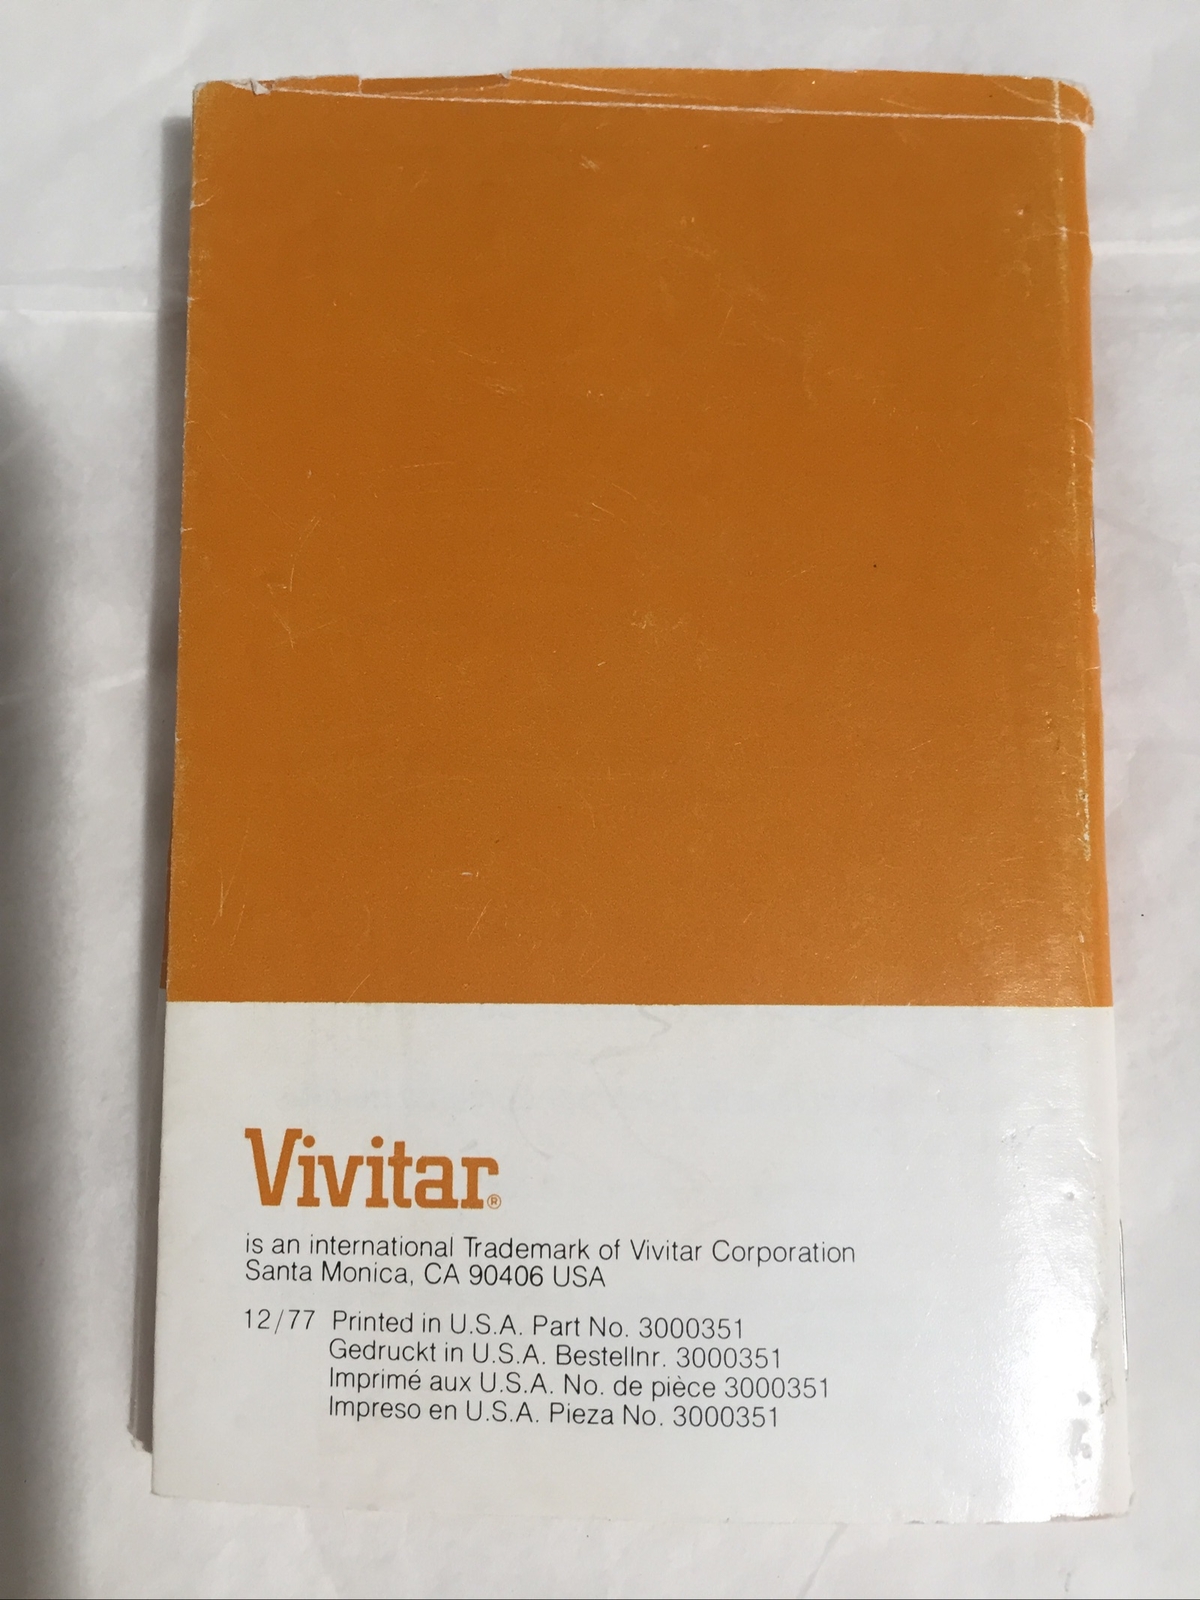 Vivitar®
is an international Trademark of Vivitar Corporation
Santa Monica, CA 90406 USA
12/77 Printed in U.S.A. Part No. 3000351
Gedruckt in U.S.A. Bestellnr. 3000351
Imprimé aux U.S.A. No. de pièce 3000351
Impreso en U.S.A. Pieza No. 3000351